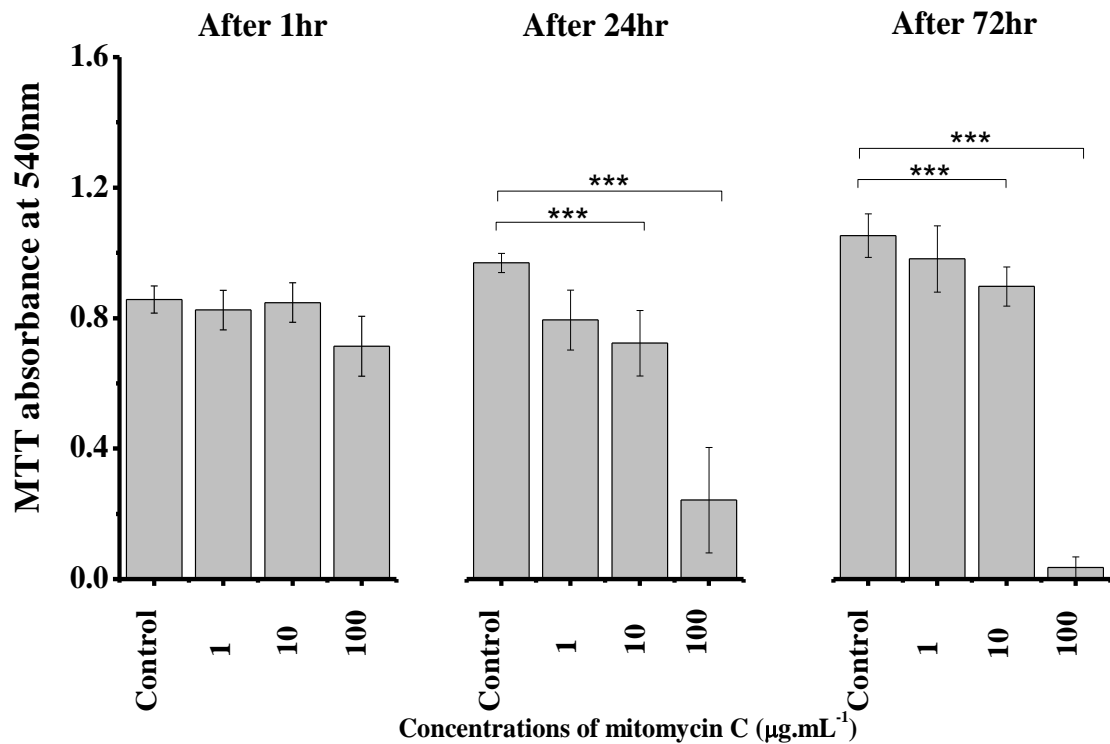 After 1hr After 24hr After 72hr
MTT absorbance at 540nm
1.6
1.2
0.8
0.4
0.0
***
***
***
***
Control 1 10 100 Control 1 10 100 Control 1 10 100
Concentrations of mitomycin C (μg.mL⁻¹)